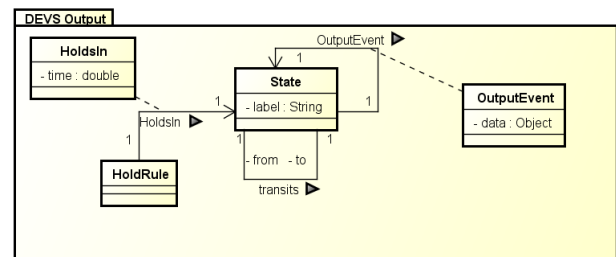 DEVS Output
HoldsIn
- time : double
OutputEvent
1
State
- label : String
1
1
HoldsIn
1
OutputEvent
- data : Object
1
1
- from - to
HoldRule
transits